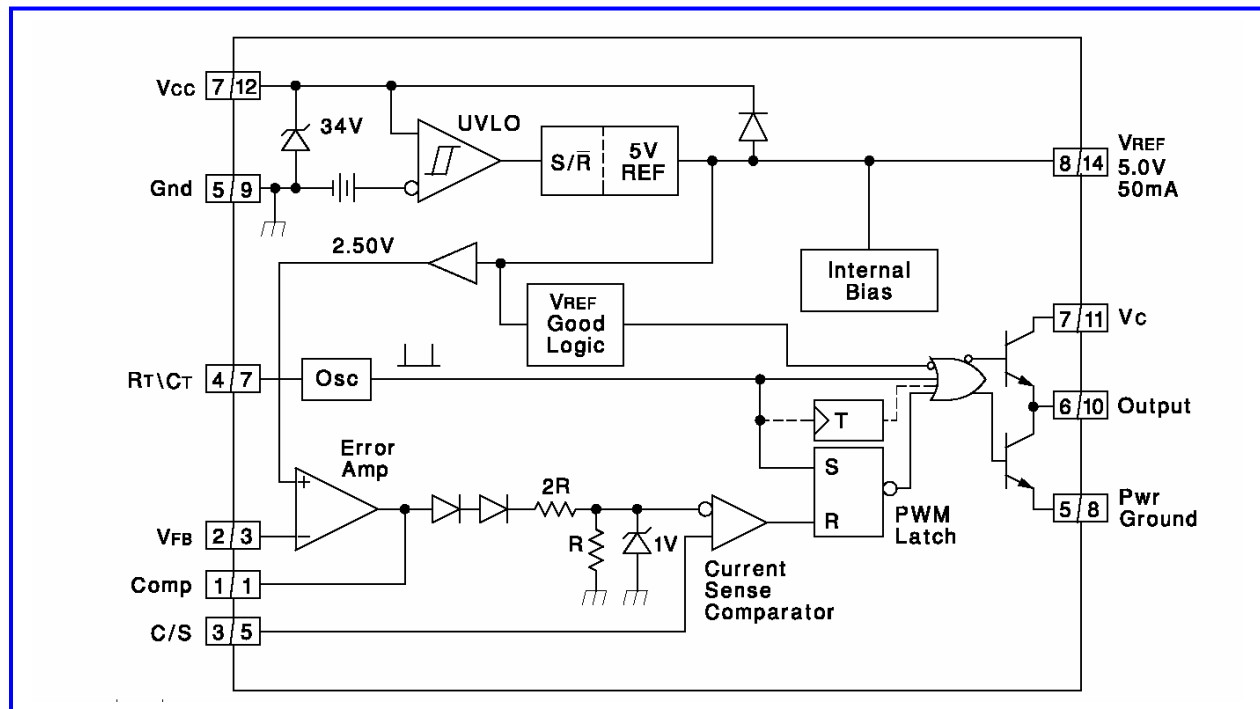 Vcc 7 12
34V
UVLO
S/R̅
5V
REF
8 14
VREF
5.0V
50mA
Gnd 5 9
2.50V
VREF
Good
Logic
Internal
Bias
7 11 Vc
RT\CT 4 7
Osc
T
6 10 Output
Error
Amp
+
−
2R
R
1V
S
R
PWM
Latch
5 8
Pwr
Ground
VFB 2 3
Comp 1 1
Current
Sense
Comparator
C/S 3 5